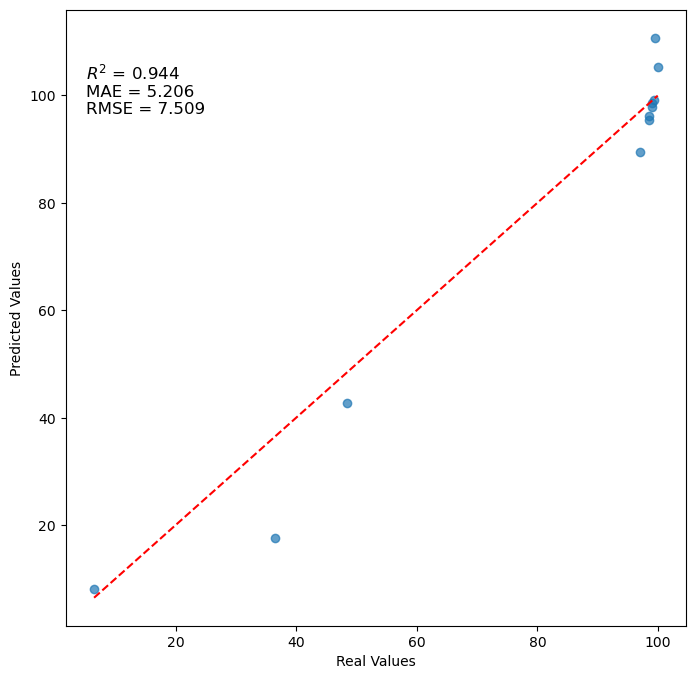 R² = 0.944
MAE = 5.206
RMSE = 7.509
100
80
60
40
20
Predicted Values
20 40 60 80 100
Real Values